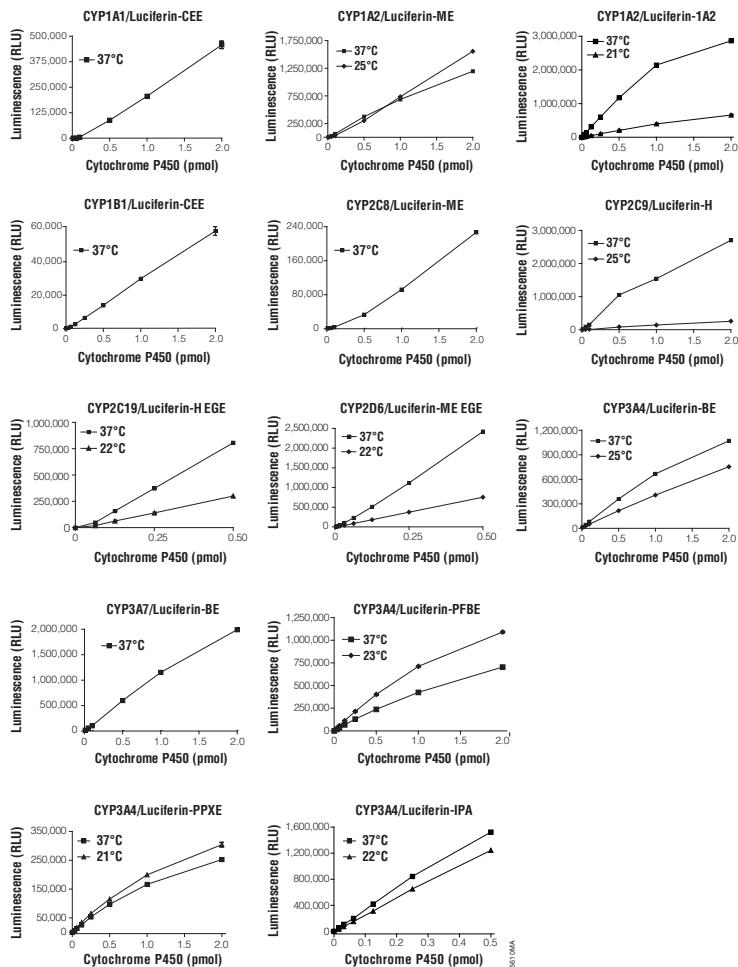 CYP1A1/Luciferin-CEE
Luminescence (RLU)
500,000
375,000
250,000
125,000
0
37°C
0 0.5 1.0 1.5 2.0
Cytochrome P450 (pmol)
CYP1A2/Luciferin-ME
Luminescence (RLU)
1,750,000
1,250,000
750,000
250,000
0
37°C
25°C
0 0.5 1.0 1.5 2.0
Cytochrome P450 (pmol)
CYP1A2/Luciferin-1A2
Luminescence (RLU)
3,000,000
2,000,000
1,000,000
0
37°C
21°C
0 0.5 1.0 1.5 2.0
Cytochrome P450 (pmol)
CYP1B1/Luciferin-CEE
Luminescence (RLU)
60,000
40,000
20,000
0
37°C
0 0.5 1.0 1.5 2.0
Cytochrome P450 (pmol)
CYP2C8/Luciferin-ME
Luminescence (RLU)
240,000
160,000
80,000
0
37°C
0 0.5 1.0 1.5 2.0
Cytochrome P450 (pmol)
CYP2C9/Luciferin-H
Luminescence (RLU)
3,000,000
2,000,000
1,000,000
0
37°C
25°C
0 0.5 1.0 1.5 2.0
Cytochrome P450 (pmol)
CYP2C19/Luciferin-H EGE
Luminescence (RLU)
1,000,000
750,000
500,000
250,000
0
37°C
22°C
0 0.25 0.50
Cytochrome P450 (pmol)
CYP2D6/Luciferin-ME EGE
Luminescence (RLU)
2,500,000
2,000,000
1,500,000
1,000,000
500,000
0
37°C
22°C
0 0.25 0.50
Cytochrome P450 (pmol)
CYP3A4/Luciferin-BE
Luminescence (RLU)
1,200,000
900,000
600,000
300,000
0
37°C
25°C
0 0.5 1.0 1.5 2.0
Cytochrome P450 (pmol)
CYP3A7/Luciferin-BE
Luminescence (RLU)
2,000,000
1,500,000
1,000,000
500,000
0
37°C
0 0.5 1.0 1.5 2.0
Cytochrome P450 (pmol)
CYP3A4/Luciferin-PFBE
Luminescence (RLU)
1,250,000
1,000,000
750,000
500,000
250,000
0
37°C
23°C
0 0.5 1.0 1.5 2.0
Cytochrome P450 (pmol)
CYP3A4/Luciferin-PPXE
Luminescence (RLU)
350,000
250,000
150,000
50,000
0
37°C
21°C
0 0.5 1.0 1.5 2.0
Cytochrome P450 (pmol)
CYP3A4/Luciferin-IPA
Luminescence (RLU)
1,600,000
1,200,000
800,000
400,000
0
37°C
22°C
0 0.1 0.2 0.3 0.4 0.5
Cytochrome P450 (pmol)